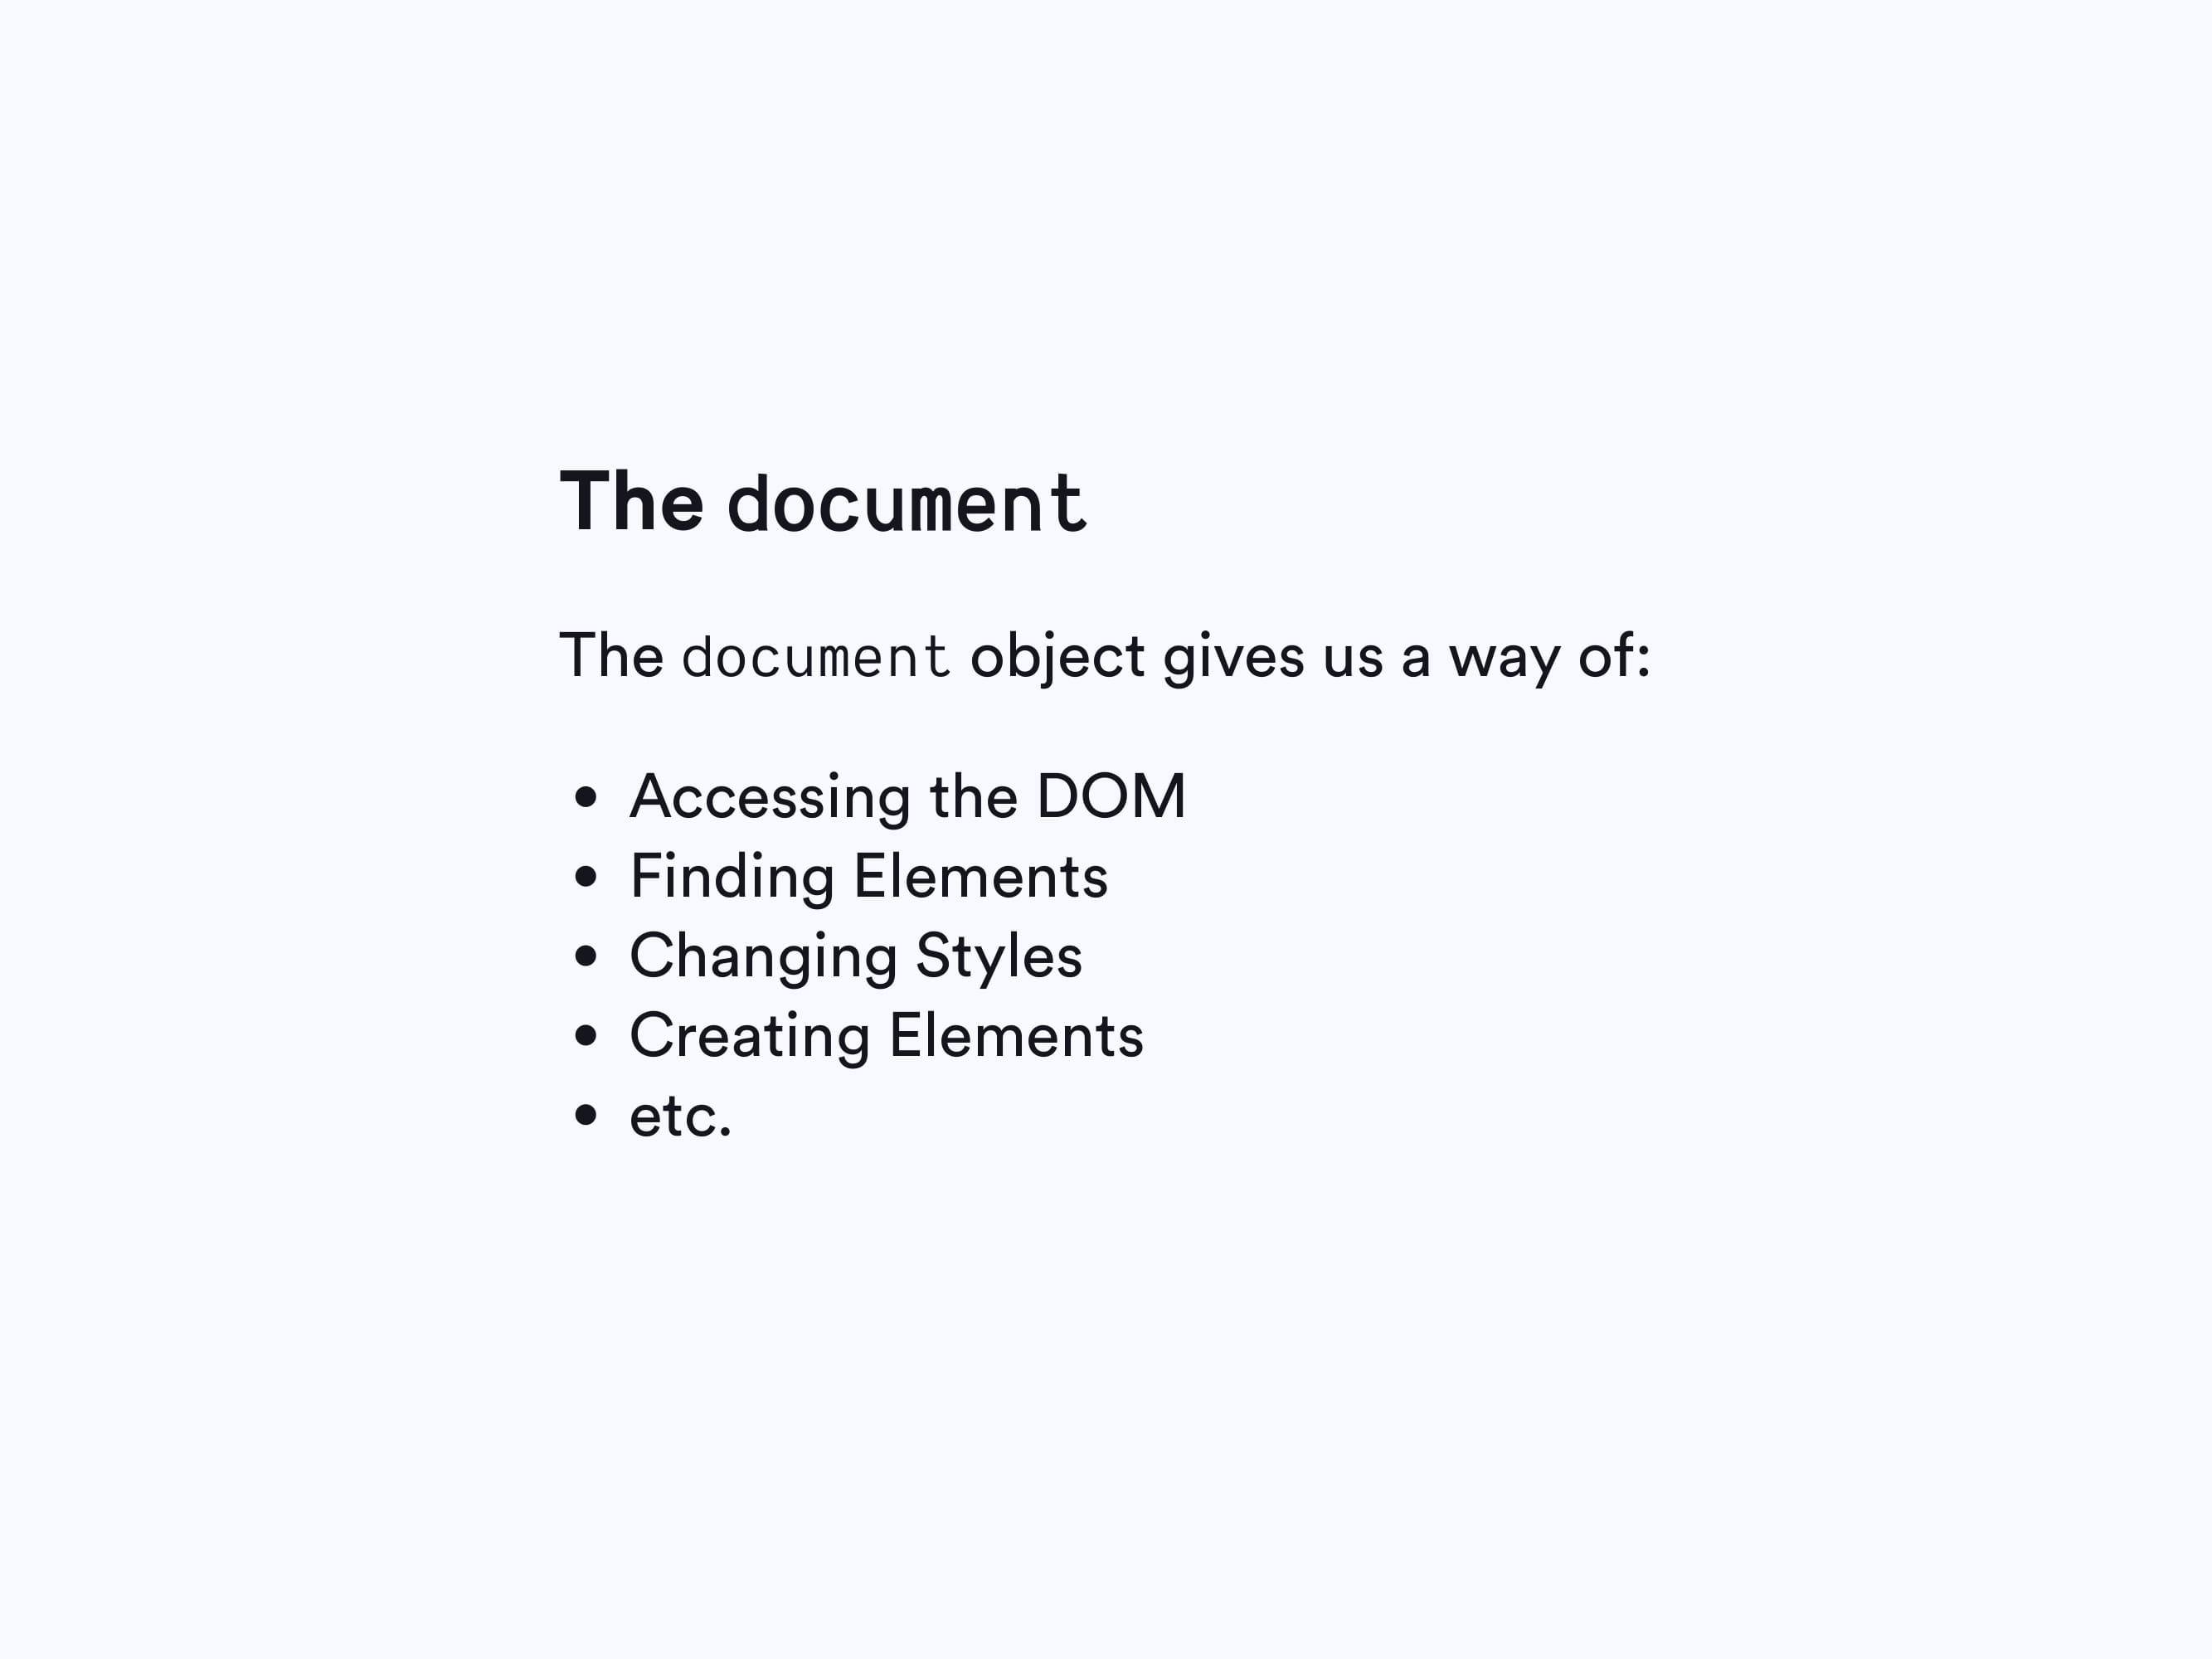 The document
The document object gives us a way of:
• Accessing the DOM
• Finding Elements
• Changing Styles
• Creating Elements
• etc.